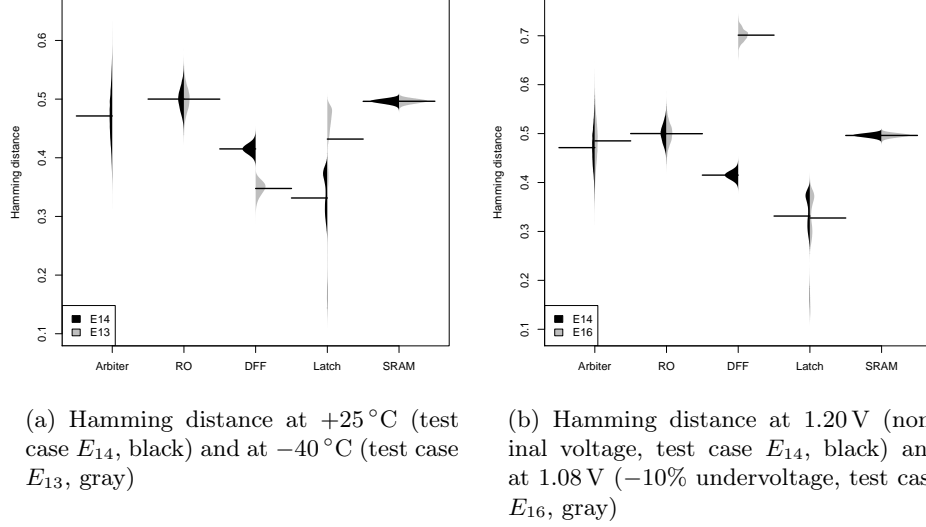 Hamming distance
0.6
0.5
0.4
0.3
0.2
0.1
E14
E13
Arbiter RO DFF Latch SRAM
(a) Hamming distance at +25 °C (test
case E14, black) and at −40 °C (test case
E13, gray)
Hamming distance
0.7
0.6
0.5
0.4
0.3
0.2
0.1
E14
E16
Arbiter RO DFF Latch SRAM
(b) Hamming distance at 1.20 V (nom
inal voltage, test case E14, black) an
at 1.08 V (−10% undervoltage, test cas
E16, gray)